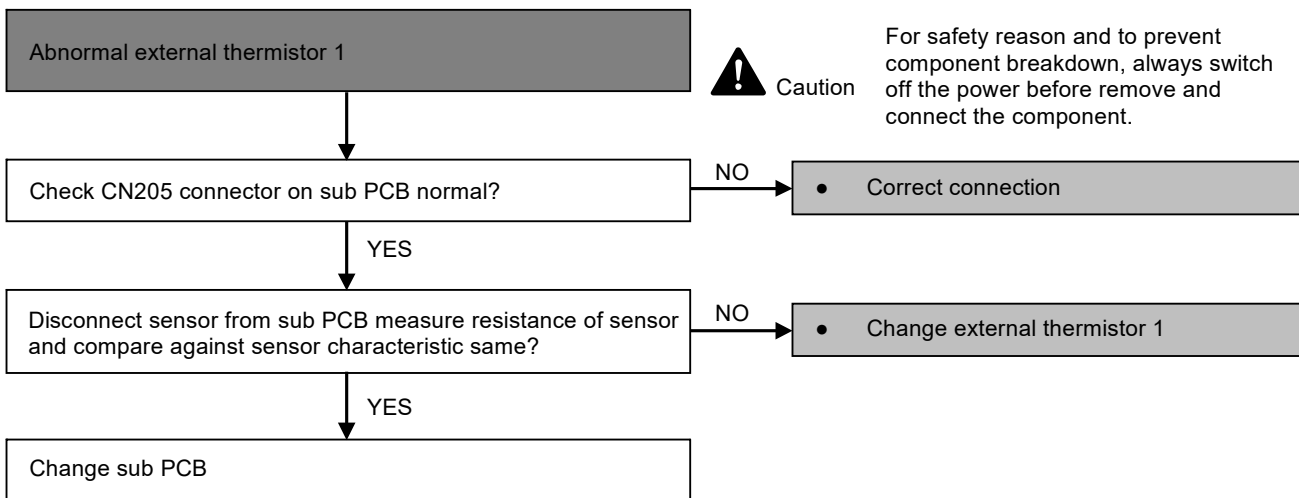 Abnormal external thermistor 1
Caution
For safety reason and to prevent
component breakdown, always switch
off the power before remove and
connect the component.
Check CN205 connector on sub PCB normal?
NO
● Correct connection
YES
Disconnect sensor from sub PCB measure resistance of sensor
and compare against sensor characteristic same?
NO
● Change external thermistor 1
YES
Change sub PCB